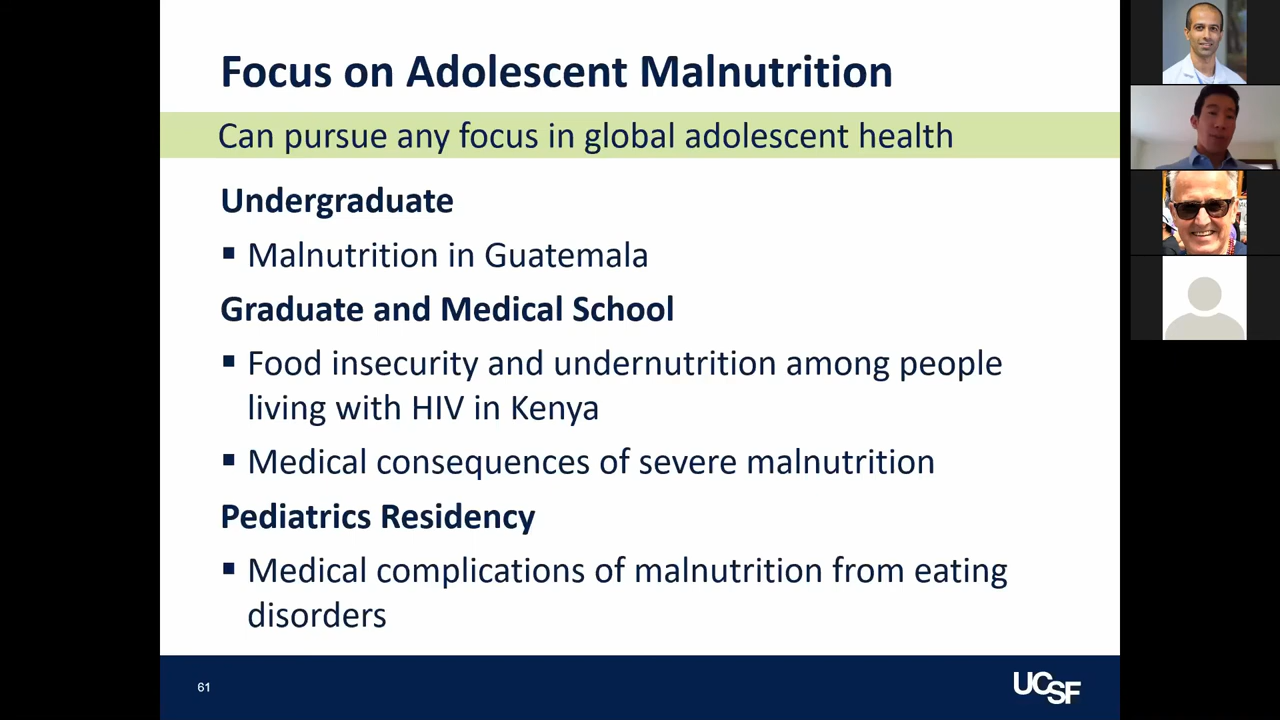 Focus on Adolescent Malnutrition
Can pursue any focus in global adolescent health
Undergraduate
▪ Malnutrition in Guatemala
Graduate and Medical School
▪ Food insecurity and undernutrition among people
living with HIV in Kenya
▪ Medical consequences of severe malnutrition
Pediatrics Residency
▪ Medical complications of malnutrition from eating
disorders
61
UCSF